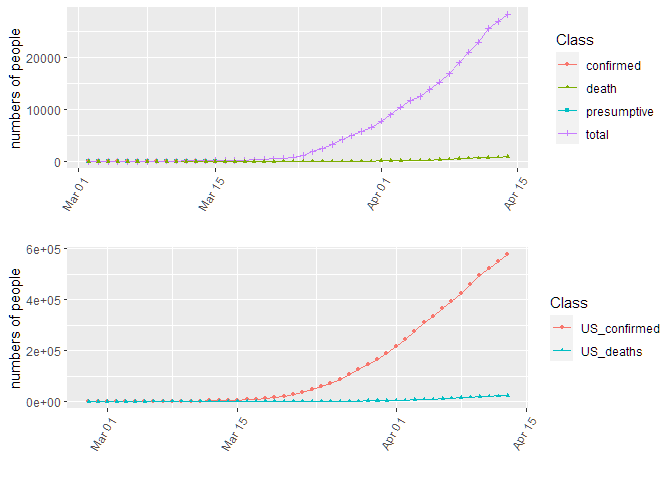 numbers of people
20000
10000
0
Mar 01
Mar 15
Apr 01
Apr 15
Class
confirmed
death
presumptive
total
numbers of people
6e+05
4e+05
2e+05
0e+00
Mar 01
Mar 15
Apr 01
Apr 15
Class
US_confirmed
US_deaths